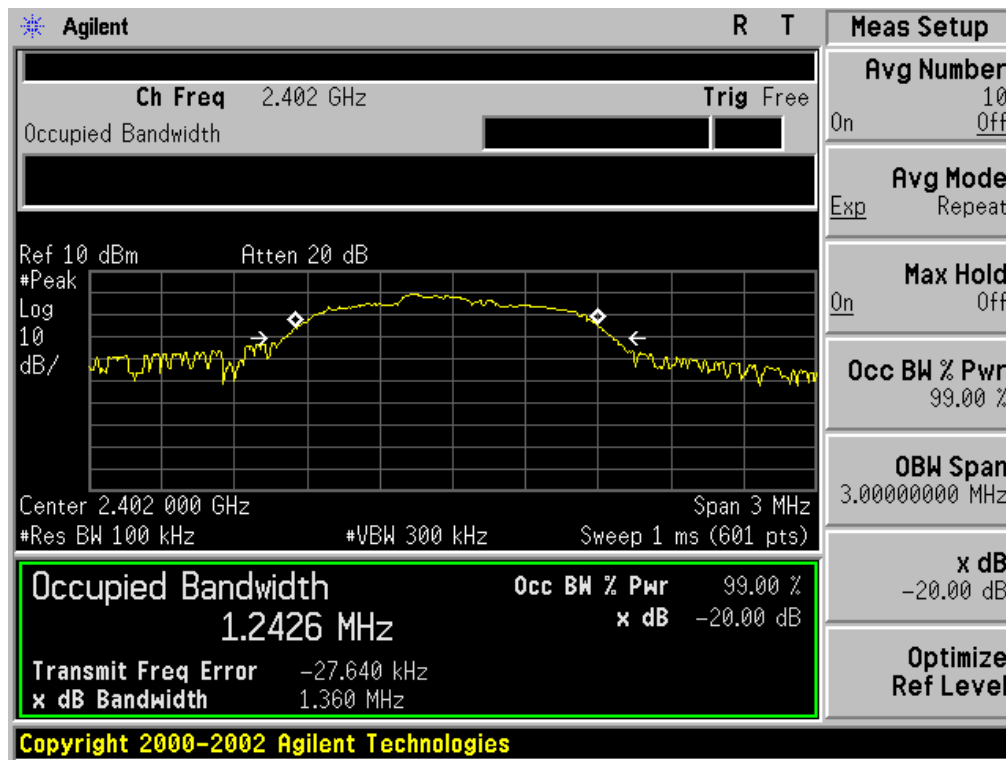 Agilent R T Meas Setup
Ch Freq 2.402 GHz Trig Free
Occupied Bandwidth
Ref 10 dBm Atten 20 dB
#Peak
Log
10
dB/
Center 2.402 000 GHz Span 3 MHz
#Res BW 100 kHz #VBW 300 kHz Sweep 1 ms (601 pts)
Occupied Bandwidth Occ BW % Pwr 99.00 %
1.2426 MHz x dB -20.00 dB
Transmit Freq Error -27.640 kHz
x dB Bandwidth 1.360 MHz
Copyright 2000-2002 Agilent Technologies
Avg Number
10
On Off
Avg Mode
Exp Repeat
Max Hold
On Off
Occ BW % Pwr
99.00 %
OBW Span
3.00000000 MHz
x dB
-20.00 dB
Optimize
Ref Level